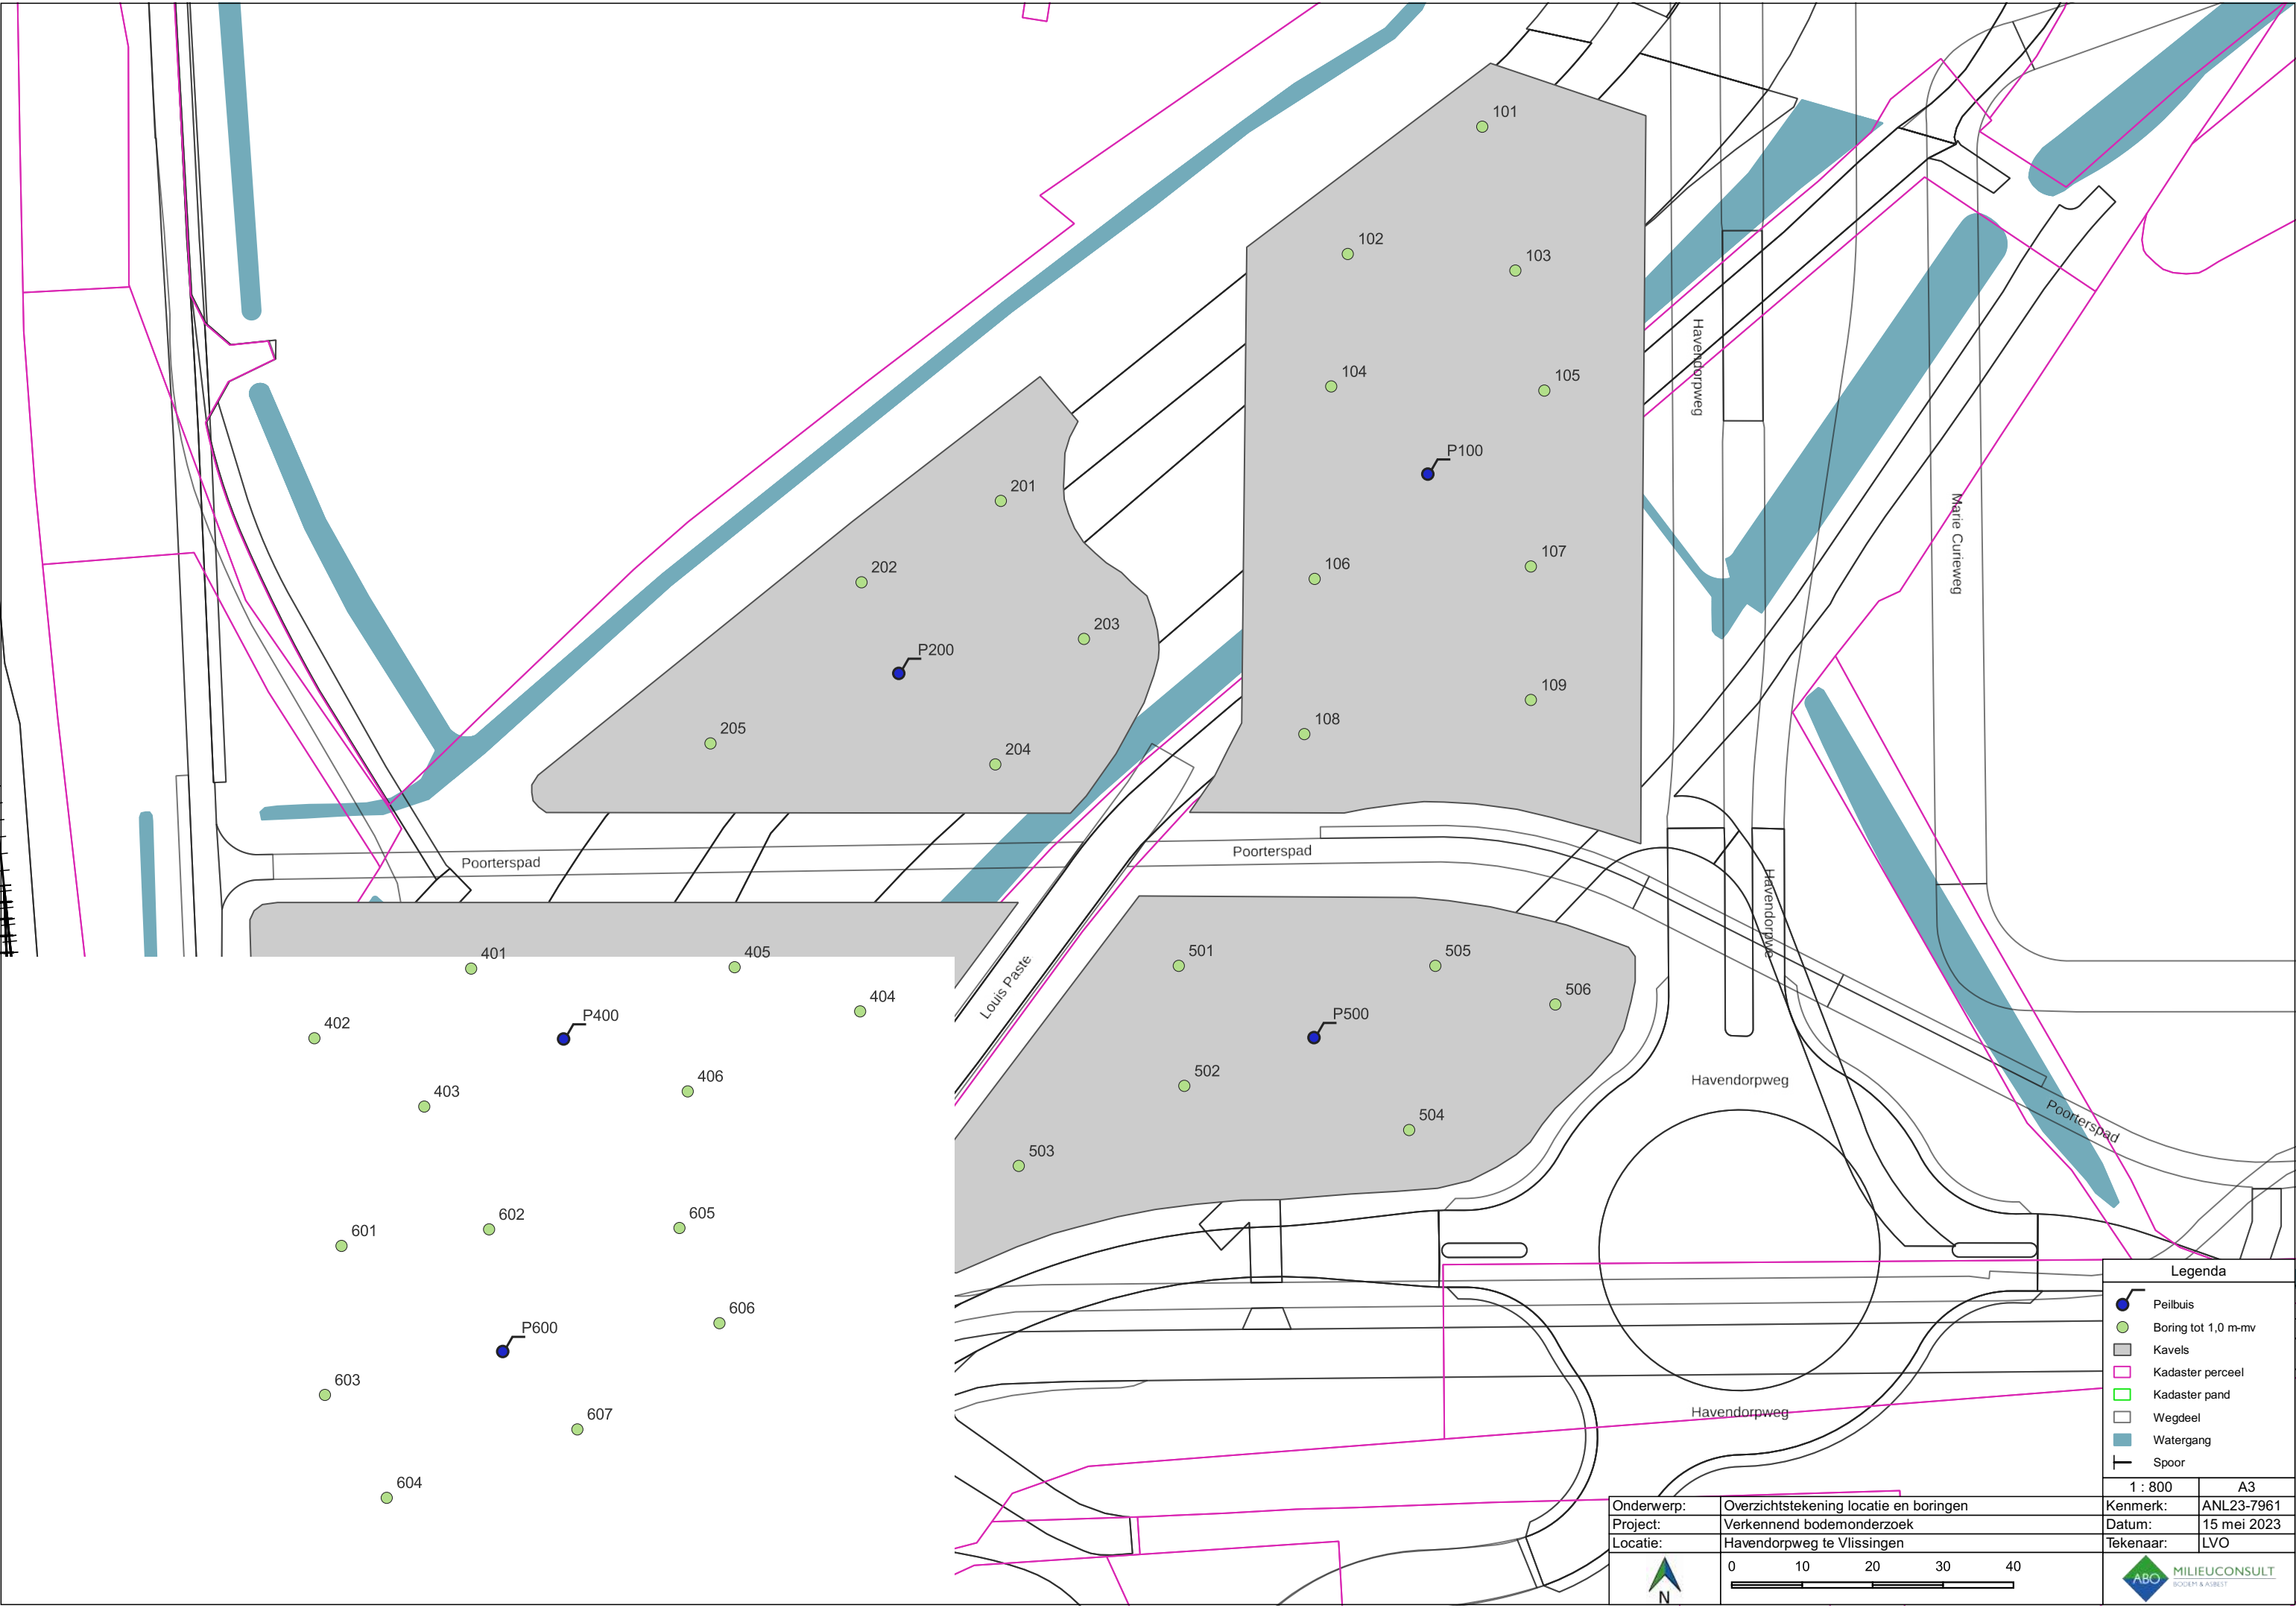 101
102
103
Havendorpweg
104
105
P100
201
Marie Curieweg
107
202
106
203
P200
109
205
108
204
Poorterspad
Poorterspad
Havendorpwe
401
405
501
505
404
Louis Paste
506
402
P400
P500
406
502
Havendorpweg
403
504
Poorterspad
503
601
602
605
606
P600
603
607
Havendorpweg
604
Legenda
Peilbuis
Boring tot 1,0 m-mv
Kavels
Kadaster perceel
Kadaster pand
Wegdeel
Watergang
Spoor
1 : 800 A3
Onderwerp: Overzichtstekening locatie en boringen Kenmerk: ANL23-7961
Project: Verkennend bodemonderzoek Datum: 15 mei 2023
Locatie: Havendorpweg te Vlissingen Tekenaar: LVO
N
0 10 20 30 40
ABO MILIEUCONSULT
BODEM & ASBEST